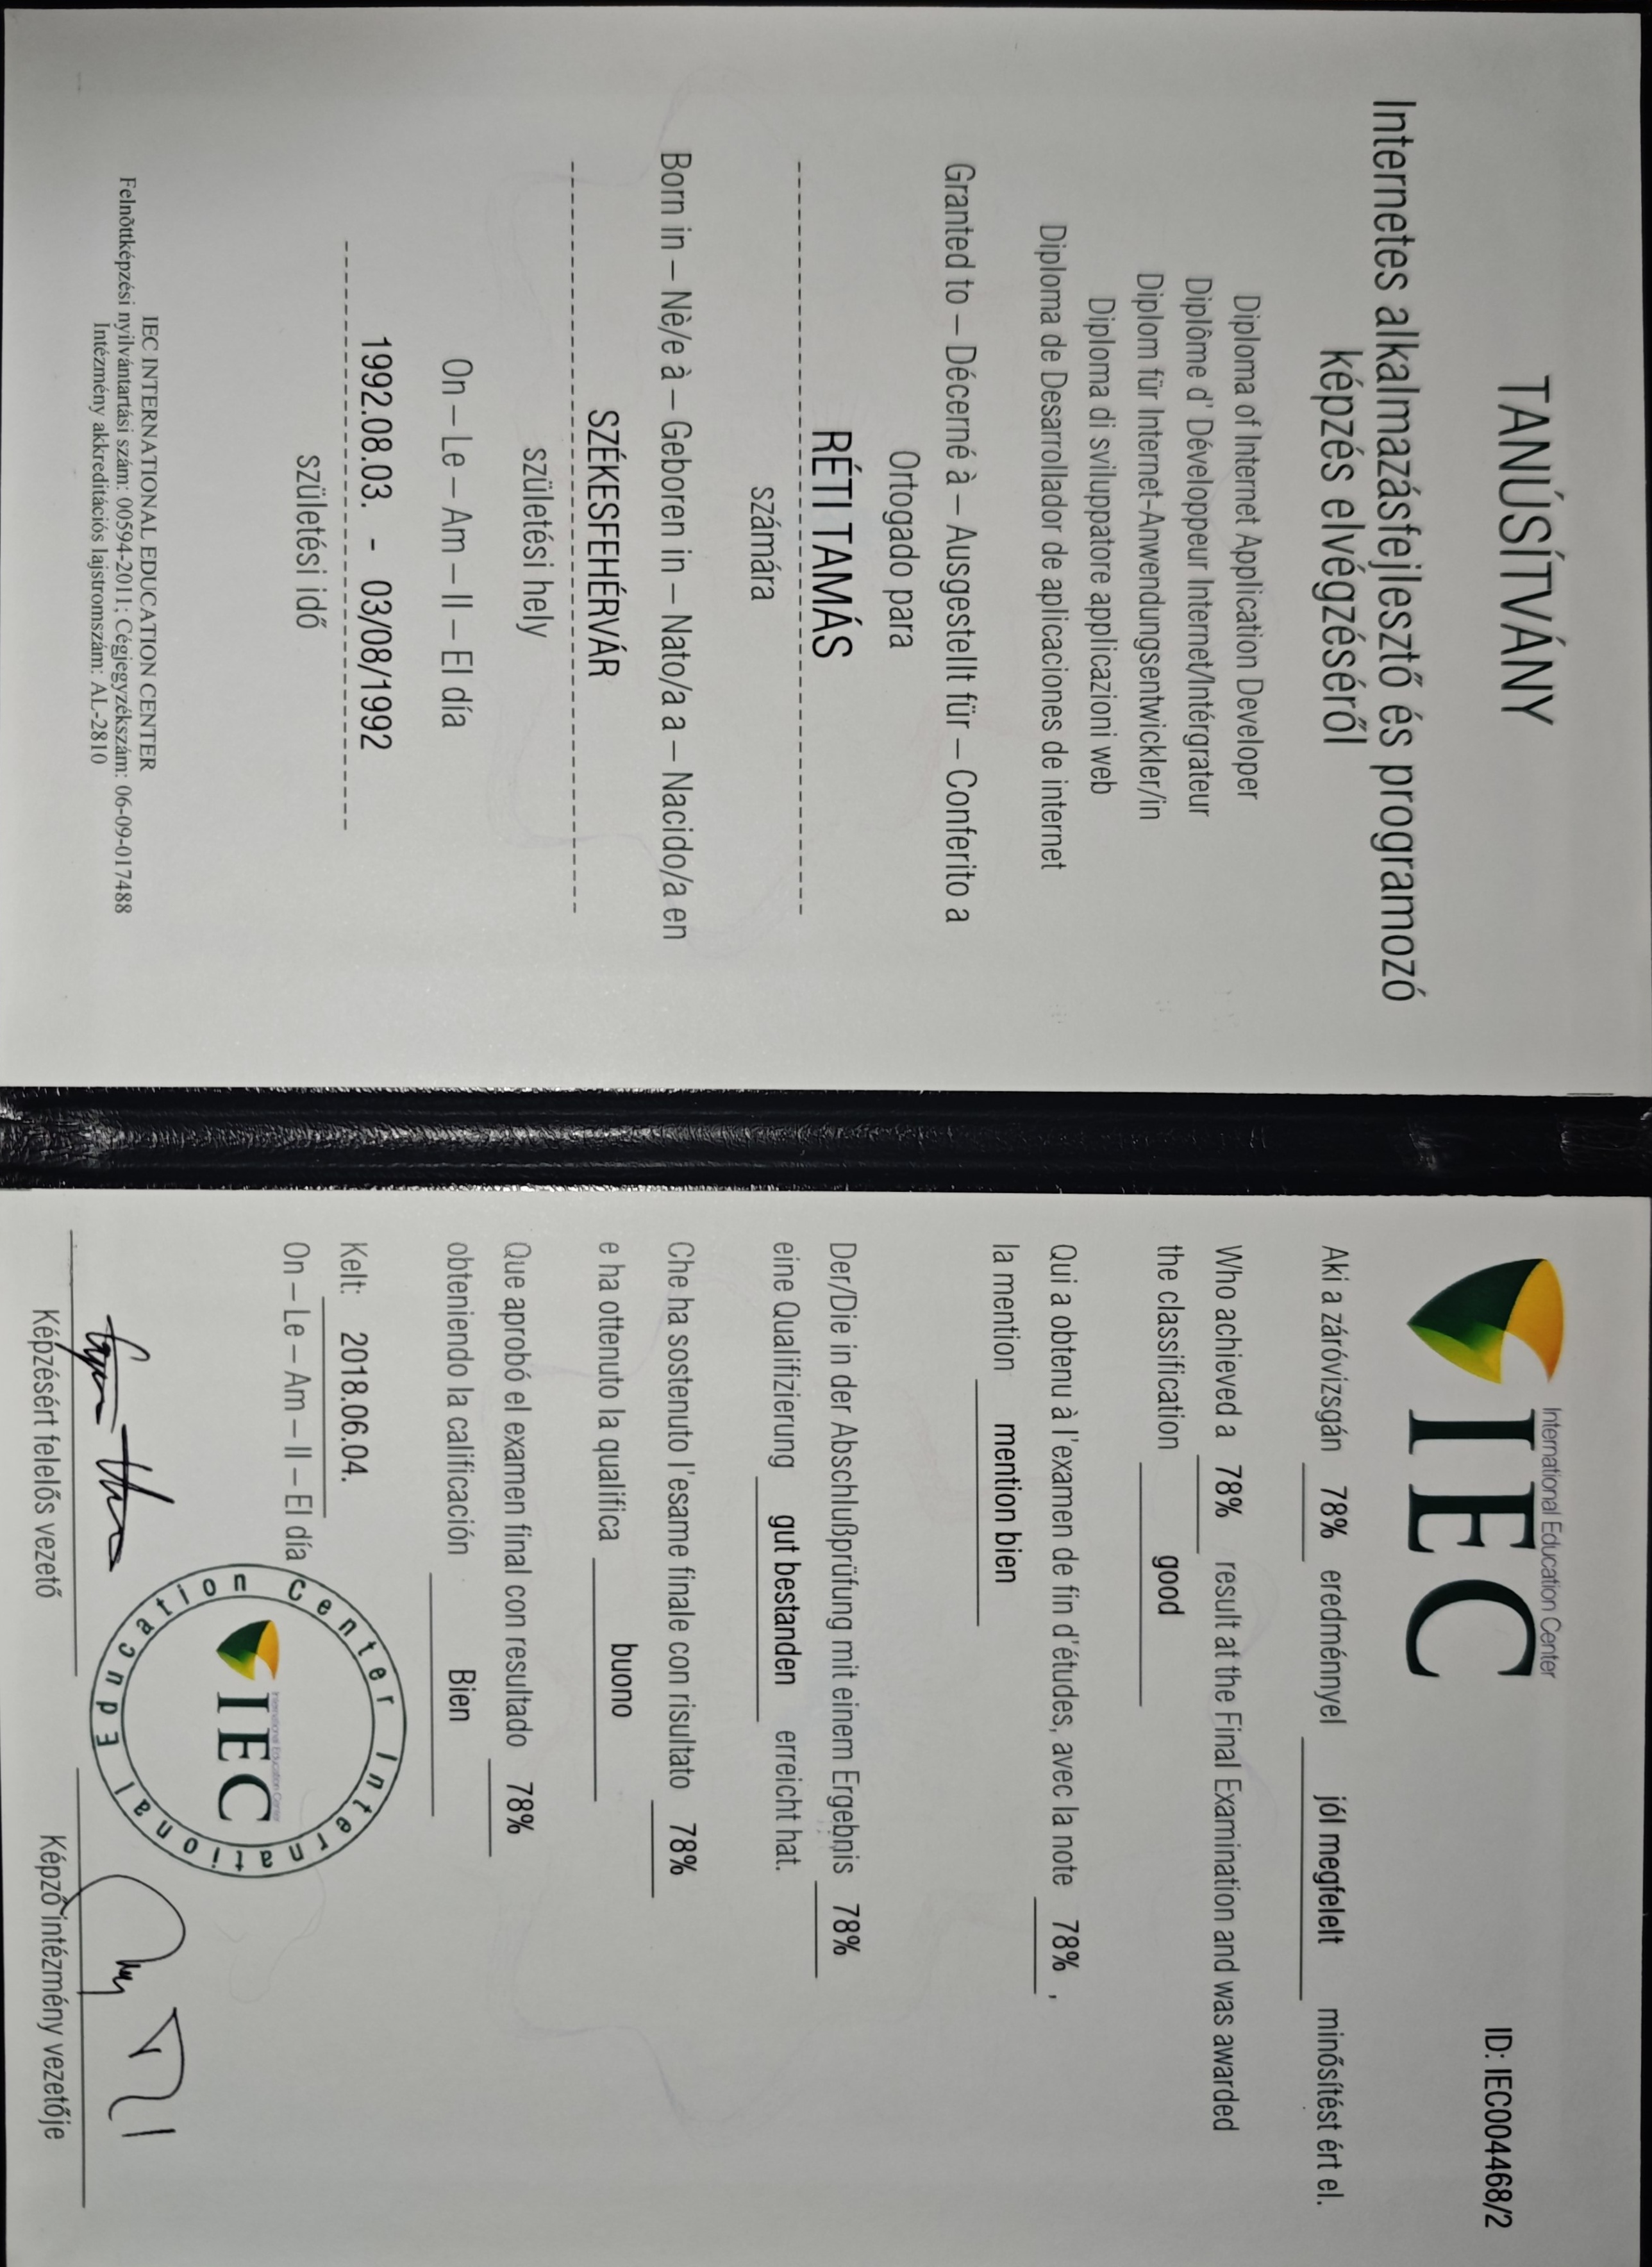 TANÚSÍTVÁNY
Internetes alkalmazásfejlesztő és programozó
képzés elvégzéséről
Diploma of Internet Application Developer
Diplôme d' Développeur Internet/Intérgrateur
Diplom für Internet-Anwendungsentwickler/in
Diploma di sviluppatore applicazioni web
Diploma de Desarrollador de aplicaciones de internet
Granted to – Décerné à – Ausgestellt für – Conferito a
Ortogado para
RÉTI TAMÁS
számára
Born in – Nè/e à – Geboren in – Nato/a a – Nacido/a en
SZÉKESFEHÉRVÁR
születési hely
On – Le – Am – Il – El día
1992.08.03. - 03/08/1992
születési idő
IEC INTERNATIONAL EDUCATION CENTER
Felnõttképzési nyilvántartási szám: 00594-2011; Cégjegyzékszám: 06-09-017488
Intézmény akkreditációs lajstromszám: AL-2810
International Education Center
IEC
ID: IEC004468/2
Aki a záróvizsgán 78% eredménnyel jól megfelelt minősítést ért el.
Who achieved a 78% result at the Final Examination and was awarded
the classification good
Qui a obtenu à l'examen de fin d'études, avec la note 78% ,
la mention mention bien
Der/Die in der Abschlußprüfung mit einem Ergebnis 78%
eine Qualifizierung gut bestanden erreicht hat.
Che ha sostenuto l'esame finale con risultato 78%
e ha ottenuto la qualifica buono
Que aprobó el examen final con resultado 78%
obteniendo la calificación Bien
Kelt: 2018.06.04.
On – Le – Am – Il – El día
International Education Center
International Education Center
IEC
Képzésért felelős vezető
Képző intézmény vezetője